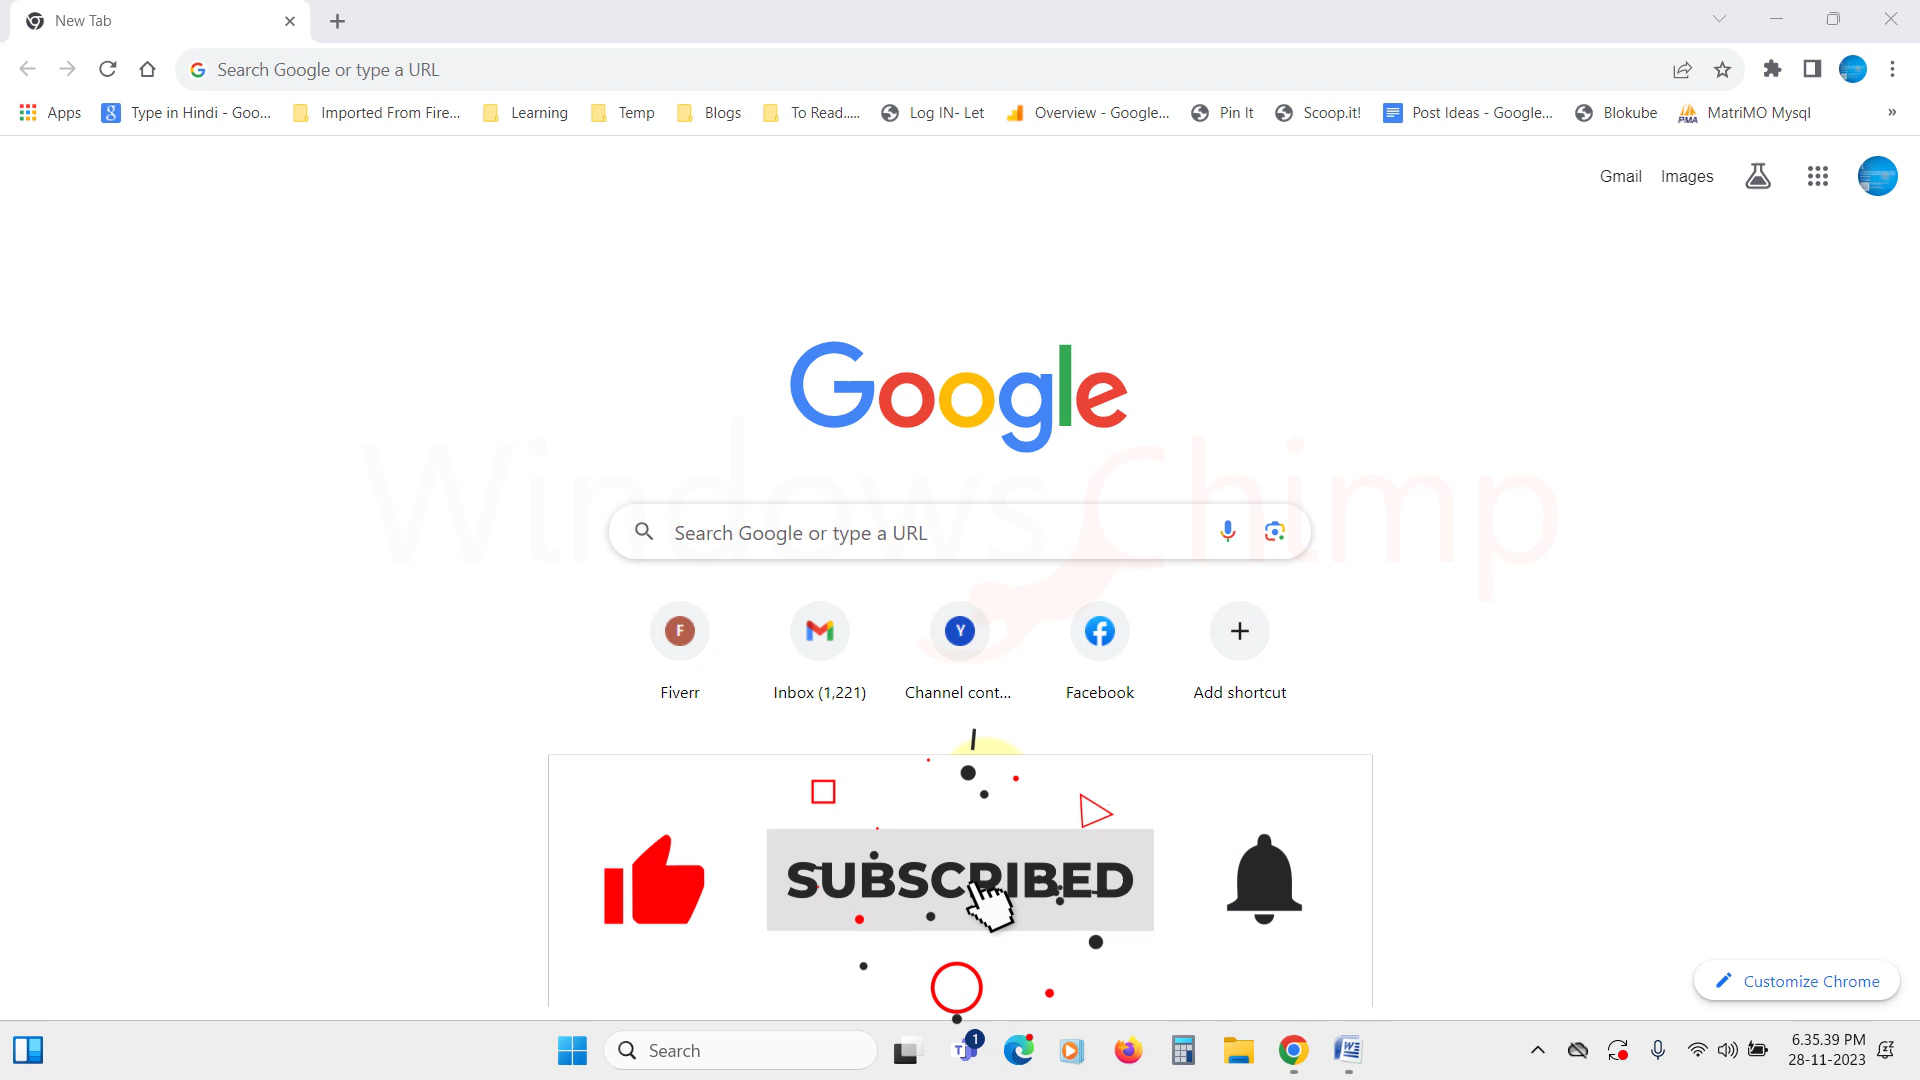 New Tab
Search Google or type a URL
Apps Type in Hindi - Goo... Imported From Fire... Learning Temp Blogs To Read..... Log IN- Let Overview - Google... Pin It Scoop.it! Post Ideas - Google... Blokube MatriMO Mysql »
Gmail Images
Google
WindowsChimp
Search Google or type a URL
F Y
Fiverr Inbox (1,221) Channel cont... Facebook Add shortcut
SUBSCRIBED
Customize Chrome
Search
1
6.35.39 PM
28-11-2023